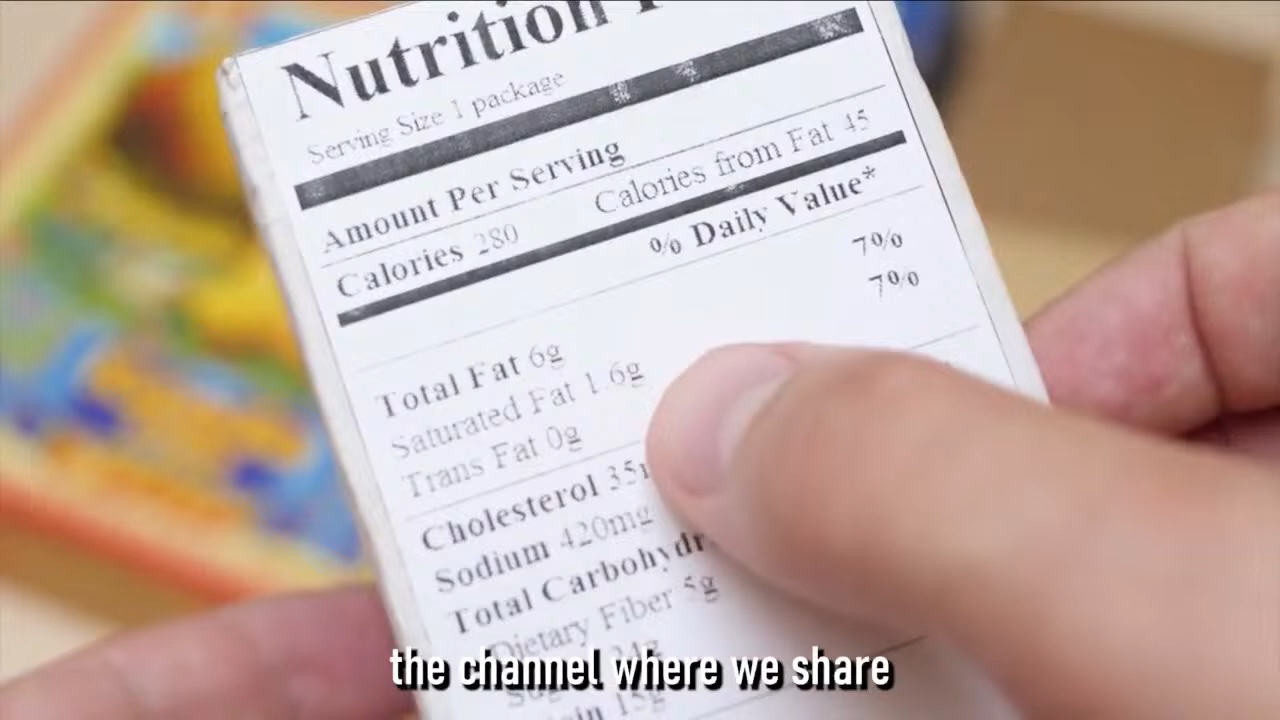 Nutrition
Serving Size 1 package
Amount Per Serving
Calories 280 Calories from Fat 45
% Daily Value*
7%
7%
Total Fat 6g
Saturated Fat 1.6g
Trans Fat 0g
Cholesterol 35
Sodium 420mg
Total Carbohydr
Dietary Fiber 5g
the channel where we share
15g